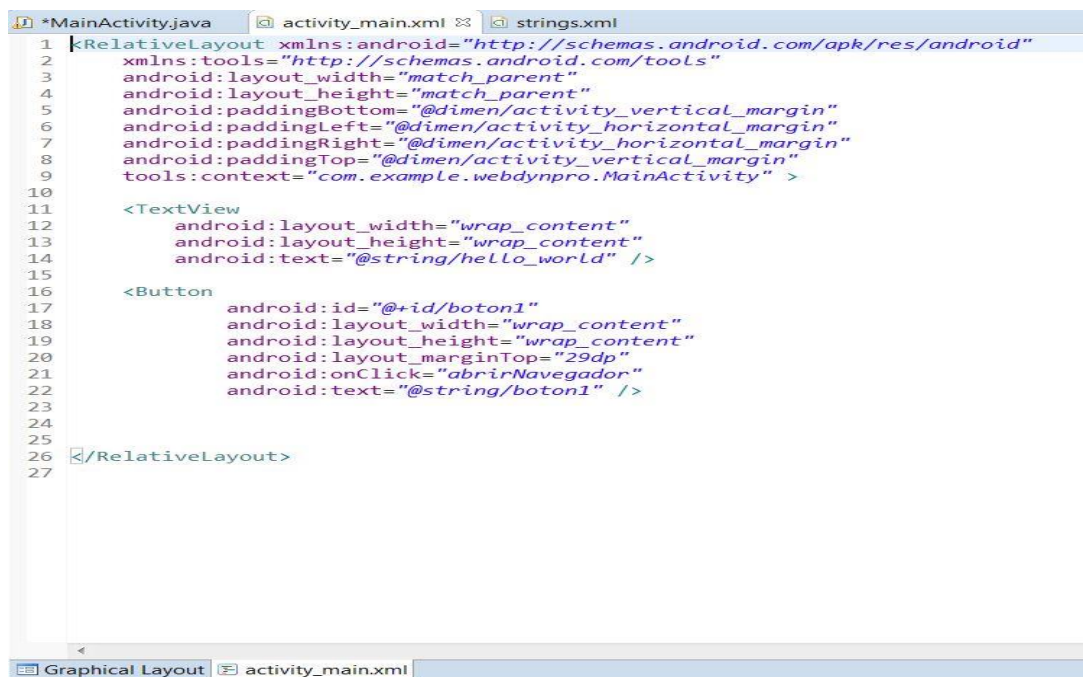 *MainActivity.java activity_main.xml strings.xml
1 <RelativeLayout xmlns:android="http://schemas.android.com/apk/res/android"
2 xmlns:tools="http://schemas.android.com/tools"
3 android:layout_width="match_parent"
4 android:layout_height="match_parent"
5 android:paddingBottom="@dimen/activity_vertical_margin"
6 android:paddingLeft="@dimen/activity_horizontal_margin"
7 android:paddingRight="@dimen/activity_horizontal_margin"
8 android:paddingTop="@dimen/activity_vertical_margin"
9 tools:context="com.example.webdynpro.MainActivity" >
10
11 <TextView
12 android:layout_width="wrap_content"
13 android:layout_height="wrap_content"
14 android:text="@string/hello_world" />
15
16 <Button
17 android:id="@+id/boton1"
18 android:layout_width="wrap_content"
19 android:layout_height="wrap_content"
20 android:layout_marginTop="29dp"
21 android:onClick="abrirNavegador"
22 android:text="@string/boton1" />
23
24
25
26 </RelativeLayout>
27
Graphical Layout activity_main.xml